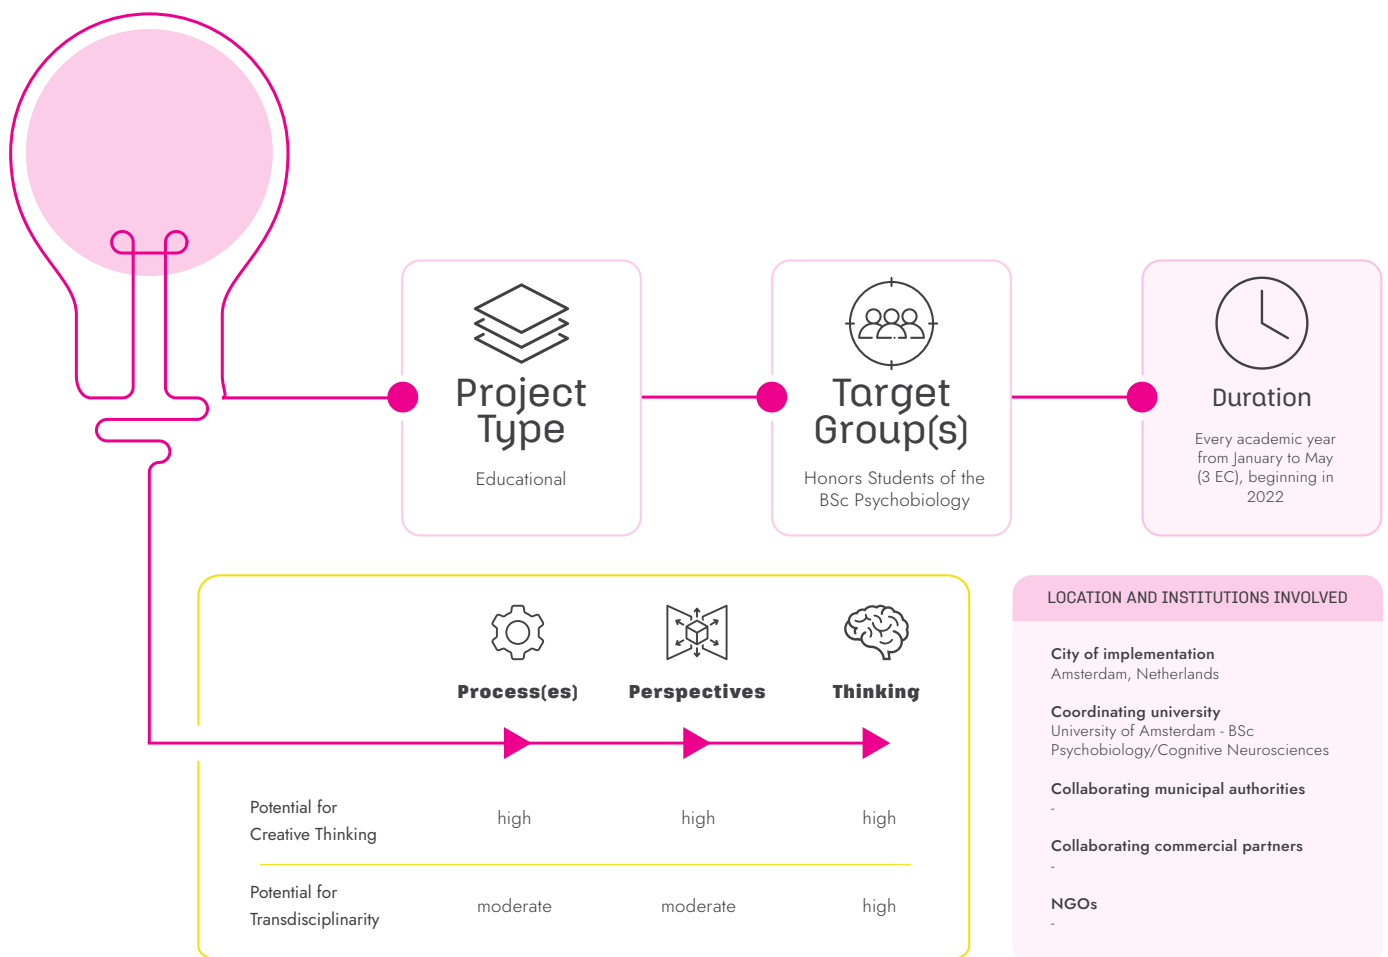 Project
Type
Educational
Target
Group(s)
Honors Students of the
BSc Psychobiology
Duration
Every academic year
from January to May
(3 EC), beginning in
2022
Process(es)
Perspectives
Thinking
Potential for
Creative Thinking
high
high
high
Potential for
Transdisciplinarity
moderate
moderate
high
LOCATION AND INSTITUTIONS INVOLVED
City of implementation
Amsterdam, Netherlands
Coordinating university
University of Amsterdam - BSc
Psychobiology/Cognitive Neurosciences
Collaborating municipal authorities
-
Collaborating commercial partners
-
NGOs
-